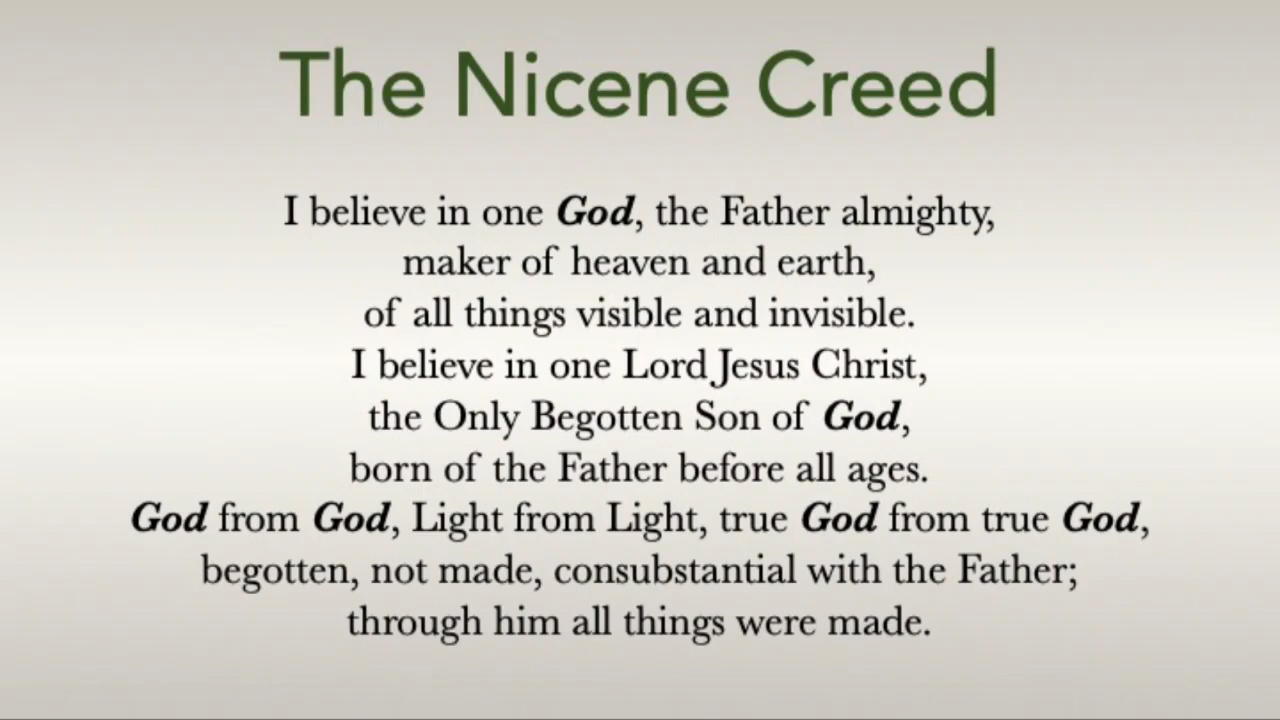 The Nicene Creed
I believe in one God, the Father almighty,
maker of heaven and earth,
of all things visible and invisible.
I believe in one Lord Jesus Christ,
the Only Begotten Son of God,
born of the Father before all ages.
God from God, Light from Light, true God from true God,
begotten, not made, consubstantial with the Father;
through him all things were made.